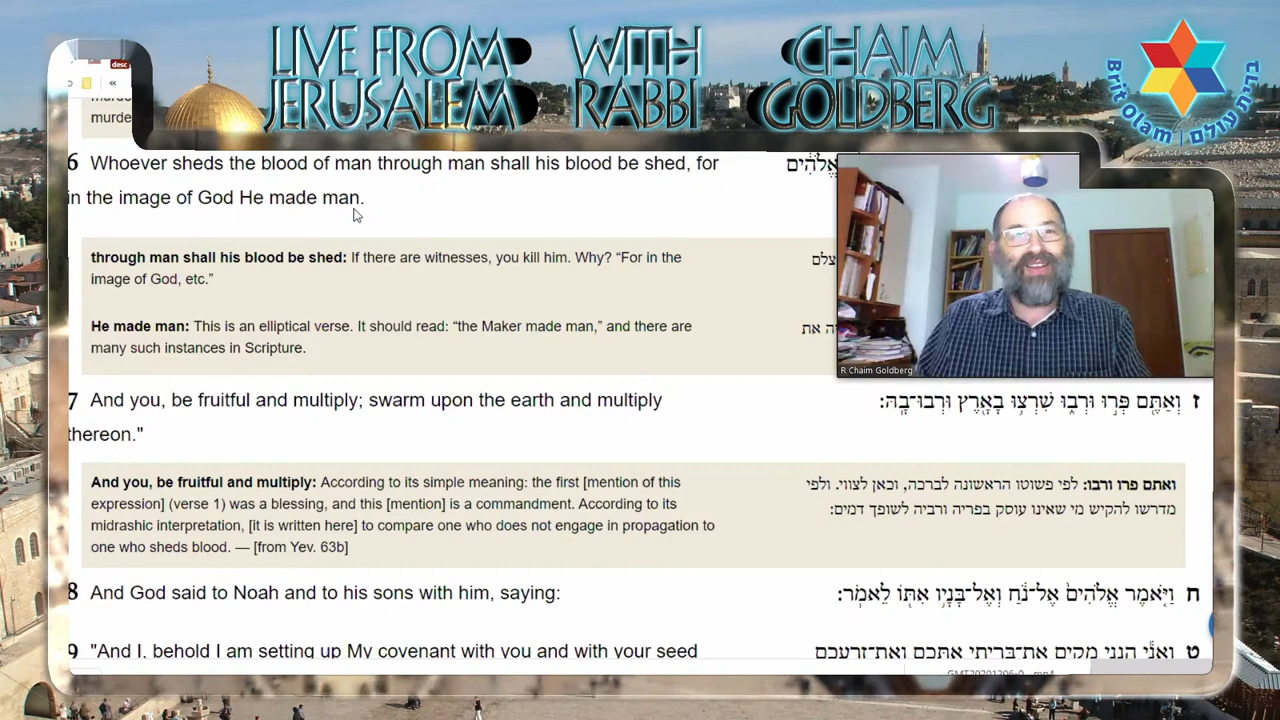 LIVE FROM WITH CHAIM
JERUSALEM RABBI GOLDBERG
Brit Olam | ברית עולם
desc
«
murde
6 Whoever sheds the blood of man through man shall his blood be shed, for
in the image of God He made man.
אֱלֹהִים
through man shall his blood be shed: If there are witnesses, you kill him. Why? “For in the
image of God, etc.”
צלם
He made man: This is an elliptical verse. It should read: “the Maker made man,” and there are
many such instances in Scripture.
יה את
R Chaim Goldberg
7 And you, be fruitful and multiply; swarm upon the earth and multiply
thereon."
ז וְאַתֶּם פְּרוּ וּרְבוּ שִׁרְצוּ בָאָרֶץ וּרְבוּ־בָהּ:
And you, be fruitful and multiply: According to its simple meaning: the first [mention of this
expression] (verse 1) was a blessing, and this [mention] is a commandment. According to its
midrashic interpretation, [it is written here] to compare one who does not engage in propagation to
one who sheds blood. — [from Yev. 63b]
ואתם פרו ורבו: לפי פשוטו הראשונה לברכה, וכאן לצווי. ולפי
מדרשו להקיש מי שאינו עוסק בפריה ורביה לשופך דמים:
8 And God said to Noah and to his sons with him, saying:
ח וַיֹּאמֶר אֱלֹהִים אֶל־נֹחַ וְאֶל־בָּנָיו אִתּוֹ לֵאמֹר:
9 "And I, behold I am setting up My covenant with you and with your seed
ט וַאֲנִי הִנְנִי מֵקִים אֶת־בְּרִיתִי אִתְּכֶם וְאֶת־זַרְעֲכֶם